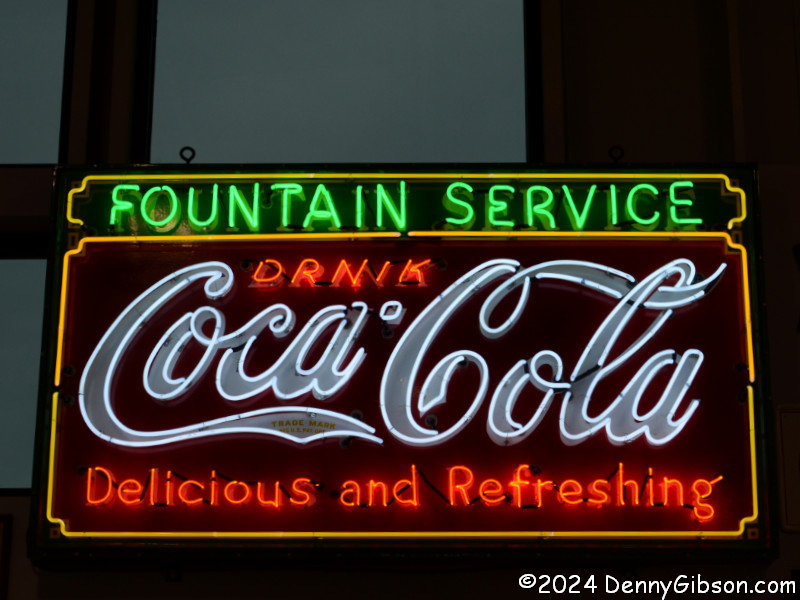 FOUNTAIN SERVICE
DRNK
Coca-Cola
TRADE MARK
Delicious and Refreshing
©2024 DennyGibson.com